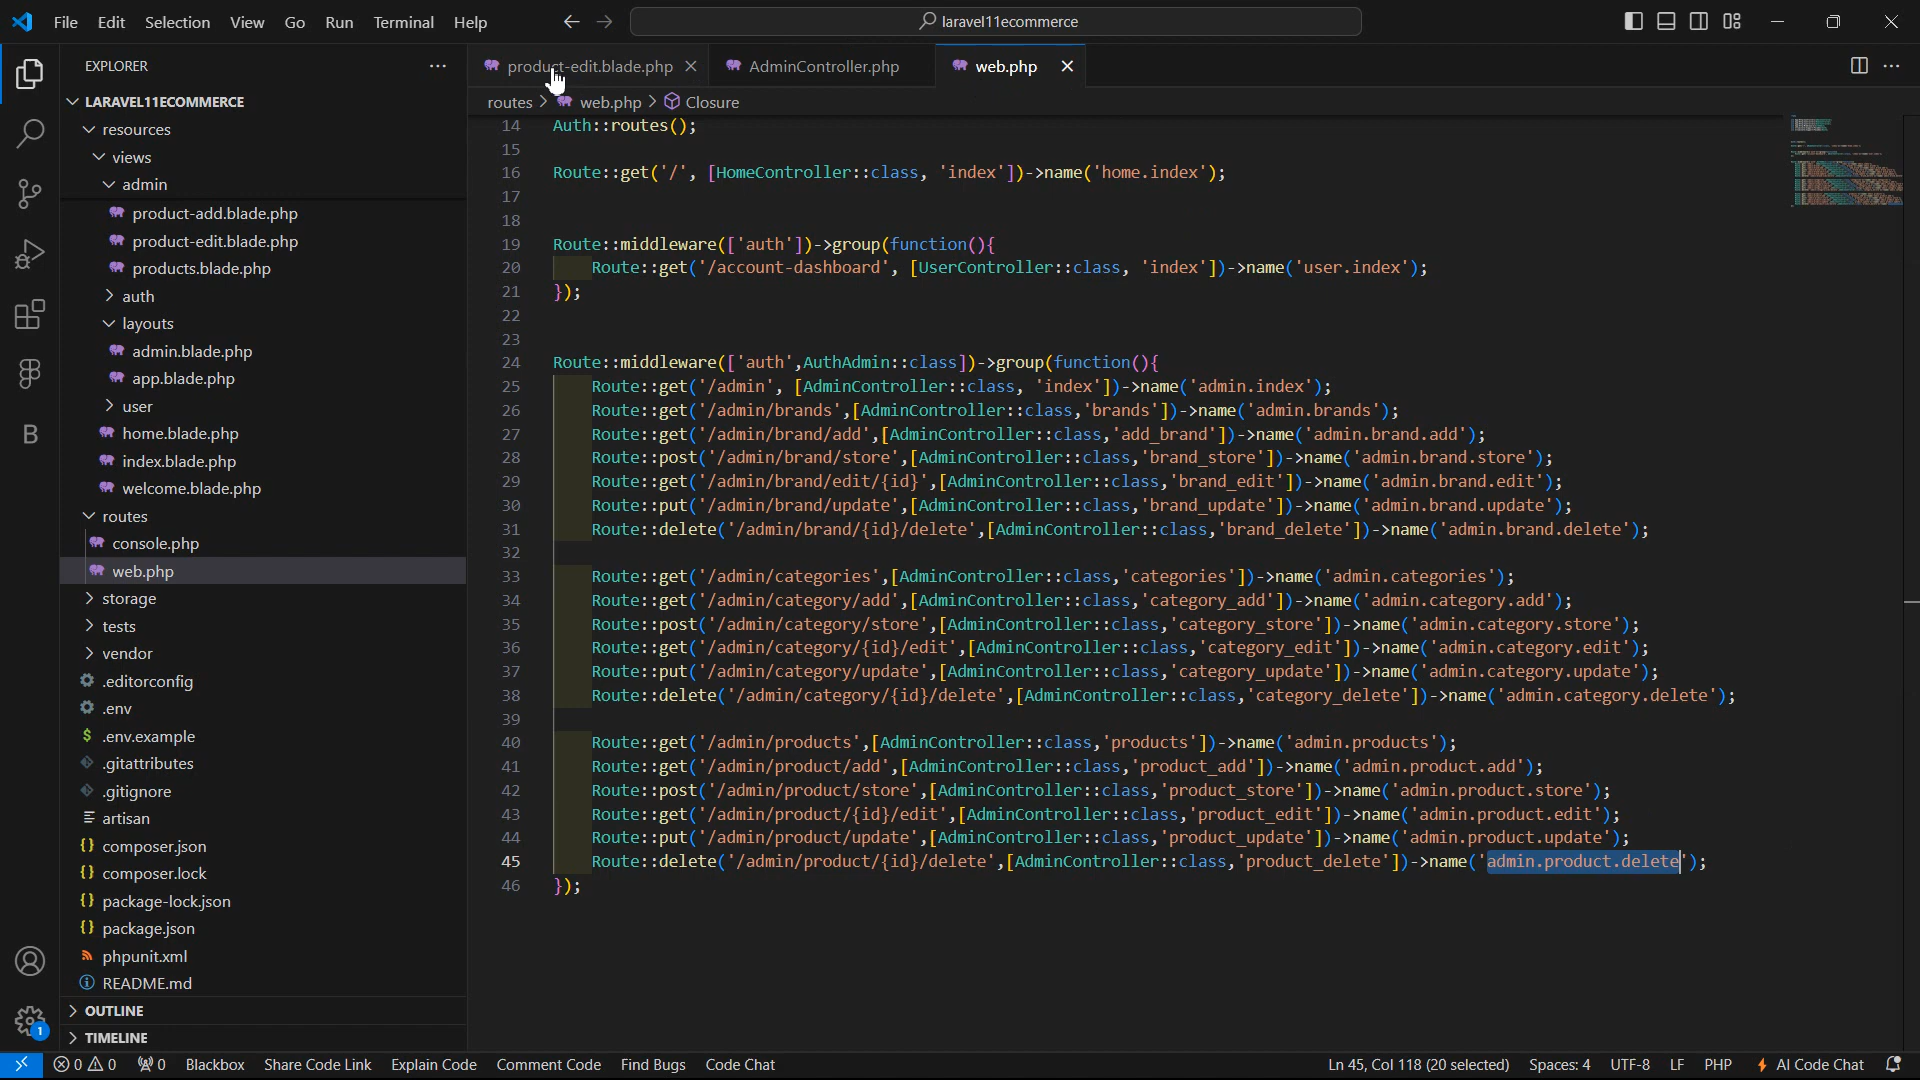 File Edit Selection View Go Run Terminal Help
laravel11ecommerce
EXPLORER
product-edit.blade.php
AdminController.php
web.php
LARAVEL11ECOMMERCE
resources
views
admin
product-add.blade.php
product-edit.blade.php
products.blade.php
auth
layouts
admin.blade.php
app.blade.php
user
home.blade.php
index.blade.php
welcome.blade.php
routes
console.php
web.php
storage
tests
vendor
.editorconfig
.env
.env.example
.gitattributes
.gitignore
artisan
composer.json
composer.lock
package-lock.json
package.json
phpunit.xml
README.md
OUTLINE
TIMELINE
routes > web.php > Closure
14 Auth::routes();
15
16 Route::get('/', [HomeController::class, 'index'])->name('home.index');
17
18
19 Route::middleware(['auth'])->group(function(){
20 Route::get('/account-dashboard', [UserController::class, 'index'])->name('user.index');
21 });
22
23
24 Route::middleware(['auth',AuthAdmin::class])->group(function(){
25 Route::get('/admin', [AdminController::class, 'index'])->name('admin.index');
26 Route::get('/admin/brands',[AdminController::class,'brands'])->name('admin.brands');
27 Route::get('/admin/brand/add',[AdminController::class,'add_brand'])->name('admin.brand.add');
28 Route::post('/admin/brand/store',[AdminController::class,'brand_store'])->name('admin.brand.store');
29 Route::get('/admin/brand/edit/{id}',[AdminController::class,'brand_edit'])->name('admin.brand.edit');
30 Route::put('/admin/brand/update',[AdminController::class,'brand_update'])->name('admin.brand.update');
31 Route::delete('/admin/brand/{id}/delete',[AdminController::class,'brand_delete'])->name('admin.brand.delete');
32
33 Route::get('/admin/categories',[AdminController::class,'categories'])->name('admin.categories');
34 Route::get('/admin/category/add',[AdminController::class,'category_add'])->name('admin.category.add');
35 Route::post('/admin/category/store',[AdminController::class,'category_store'])->name('admin.category.store');
36 Route::get('/admin/category/{id}/edit',[AdminController::class,'category_edit'])->name('admin.category.edit');
37 Route::put('/admin/category/update',[AdminController::class,'category_update'])->name('admin.category.update');
38 Route::delete('/admin/category/{id}/delete',[AdminController::class,'category_delete'])->name('admin.category.delete');
39
40 Route::get('/admin/products',[AdminController::class,'products'])->name('admin.products');
41 Route::get('/admin/product/add',[AdminController::class,'product_add'])->name('admin.product.add');
42 Route::post('/admin/product/store',[AdminController::class,'product_store'])->name('admin.product.store');
43 Route::get('/admin/product/{id}/edit',[AdminController::class,'product_edit'])->name('admin.product.edit');
44 Route::put('/admin/product/update',[AdminController::class,'product_update'])->name('admin.product.update');
45 Route::delete('/admin/product/{id}/delete',[AdminController::class,'product_delete'])->name('admin.product.delete');
46 });
B
1
0 0 0 Blackbox Share Code Link Explain Code Comment Code Find Bugs Code Chat Ln 45, Col 118 (20 selected) Spaces: 4 UTF-8 LF PHP AI Code Chat